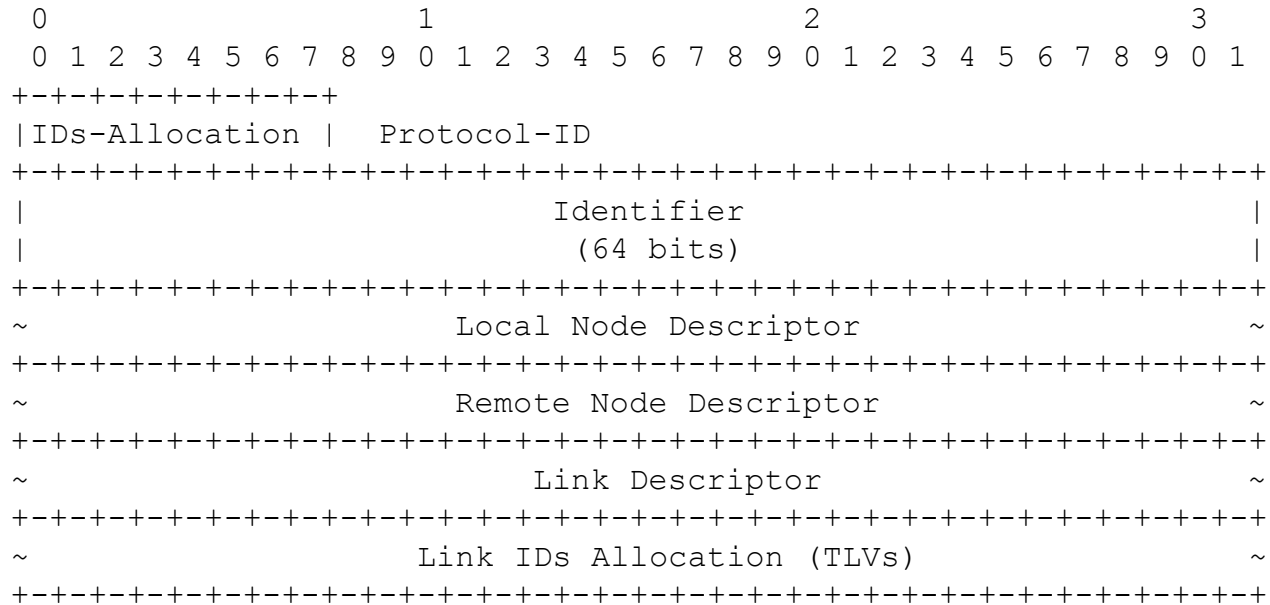 0                   1                   2                   3
 0 1 2 3 4 5 6 7 8 9 0 1 2 3 4 5 6 7 8 9 0 1 2 3 4 5 6 7 8 9 0 1
+-+-+-+-+-+-+-+-+
|IDs-Allocation |  Protocol-ID
+-+-+-+-+-+-+-+-+-+-+-+-+-+-+-+-+-+-+-+-+-+-+-+-+-+-+-+-+-+-+-+-+
|                          Identifier                           |
|                           (64 bits)                           |
+-+-+-+-+-+-+-+-+-+-+-+-+-+-+-+-+-+-+-+-+-+-+-+-+-+-+-+-+-+-+-+-+
~                      Local Node Descriptor                    ~
+-+-+-+-+-+-+-+-+-+-+-+-+-+-+-+-+-+-+-+-+-+-+-+-+-+-+-+-+-+-+-+-+
~                      Remote Node Descriptor                   ~
+-+-+-+-+-+-+-+-+-+-+-+-+-+-+-+-+-+-+-+-+-+-+-+-+-+-+-+-+-+-+-+-+
~                          Link Descriptor                      ~
+-+-+-+-+-+-+-+-+-+-+-+-+-+-+-+-+-+-+-+-+-+-+-+-+-+-+-+-+-+-+-+-+
~                    Link IDs Allocation (TLVs)                 ~
+-+-+-+-+-+-+-+-+-+-+-+-+-+-+-+-+-+-+-+-+-+-+-+-+-+-+-+-+-+-+-+-+